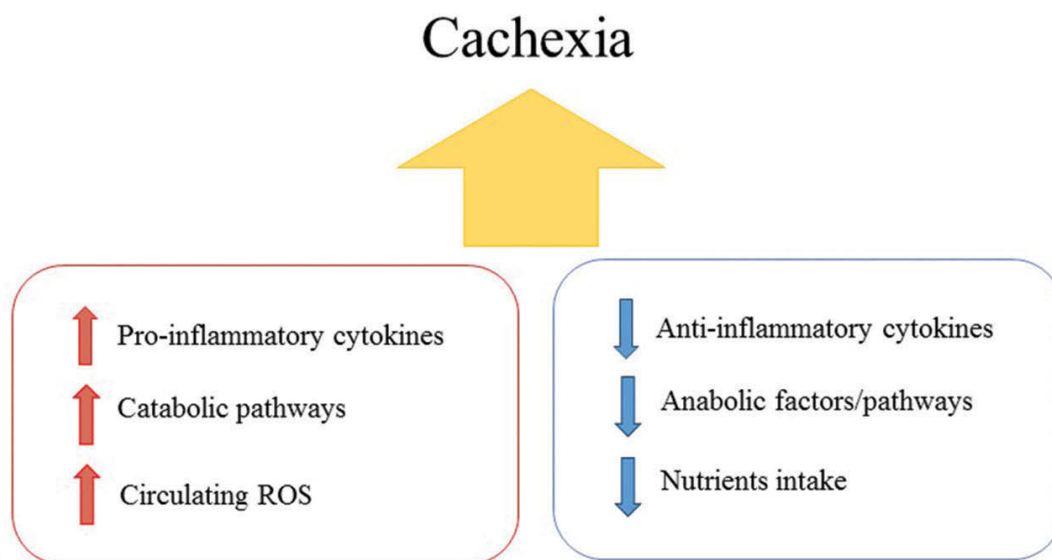 Cachexia
Pro-inflammatory cytokines
Catabolic pathways
Circulating ROS
Anti-inflammatory cytokines
Anabolic factors/pathways
Nutrients intake